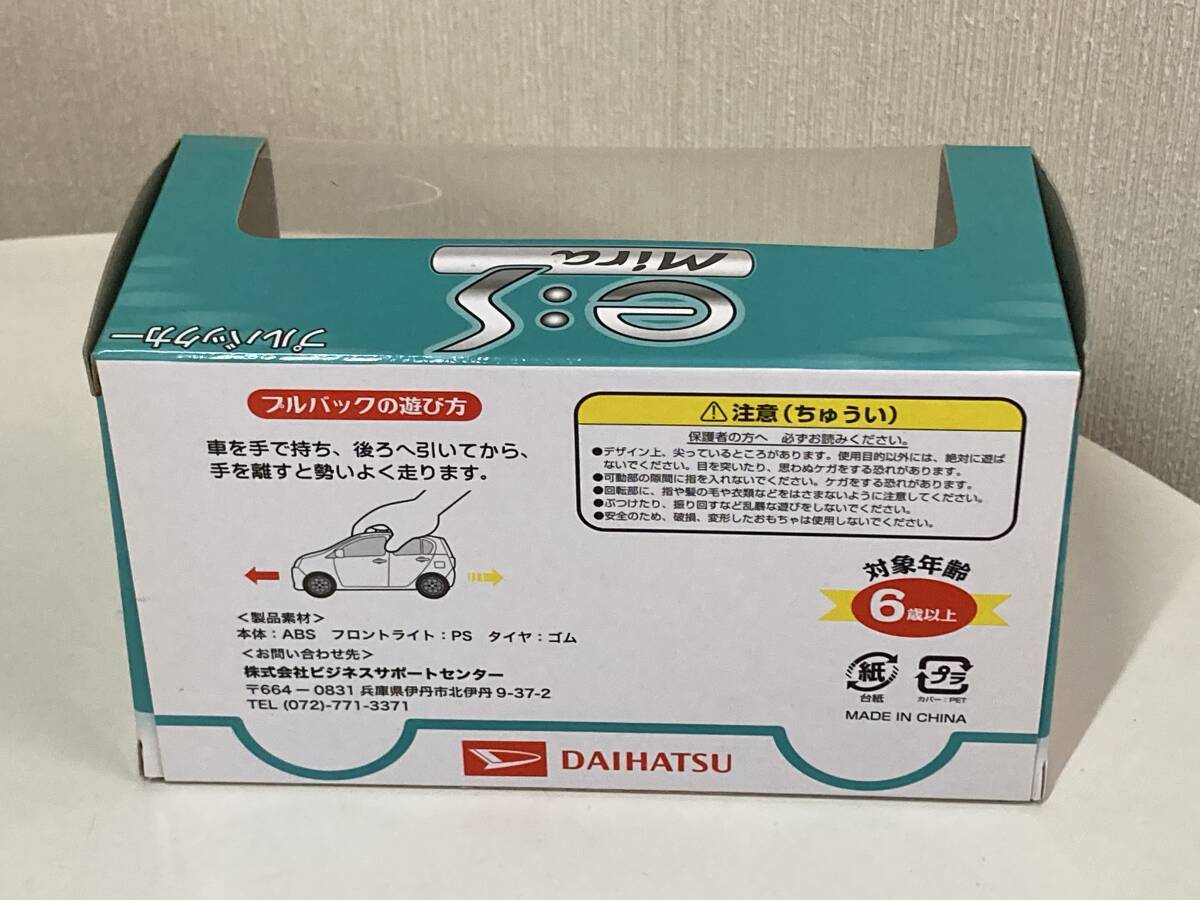 Mira
e:S
プルバックカー
プルバックの遊び方
車を手で持ち、後ろへ引いてから、
手を離すと勢いよく走ります。
<製品素材>
本体：ABS フロントライト：PS タイヤ：ゴム
<お問い合わせ先>
株式会社ビジネスサポートセンター
〒664－0831 兵庫県伊丹市北伊丹 9-37-2
TEL (072)-771-3371
注意（ちゅうい）
保護者の方へ 必ずお読みください。
●デザイン上、尖っているところがあります。使用目的以外には、絶対に遊ば
ないでください。目を突いたり、思わぬケガをする恐れがあります。
●可動部の隙間に指を入れないでください。ケガをする恐れがあります。
●回転部に、指や髪の毛や衣類などをはさまないように注意してください。
●ぶつけたり、振り回すなど乱暴な遊びをしないでください。
●安全のため、破損、変形したおもちゃは使用しないでください。
対象年齢
6歳以上
紙
台紙
プラ
カバー：PET
MADE IN CHINA
DAIHATSU